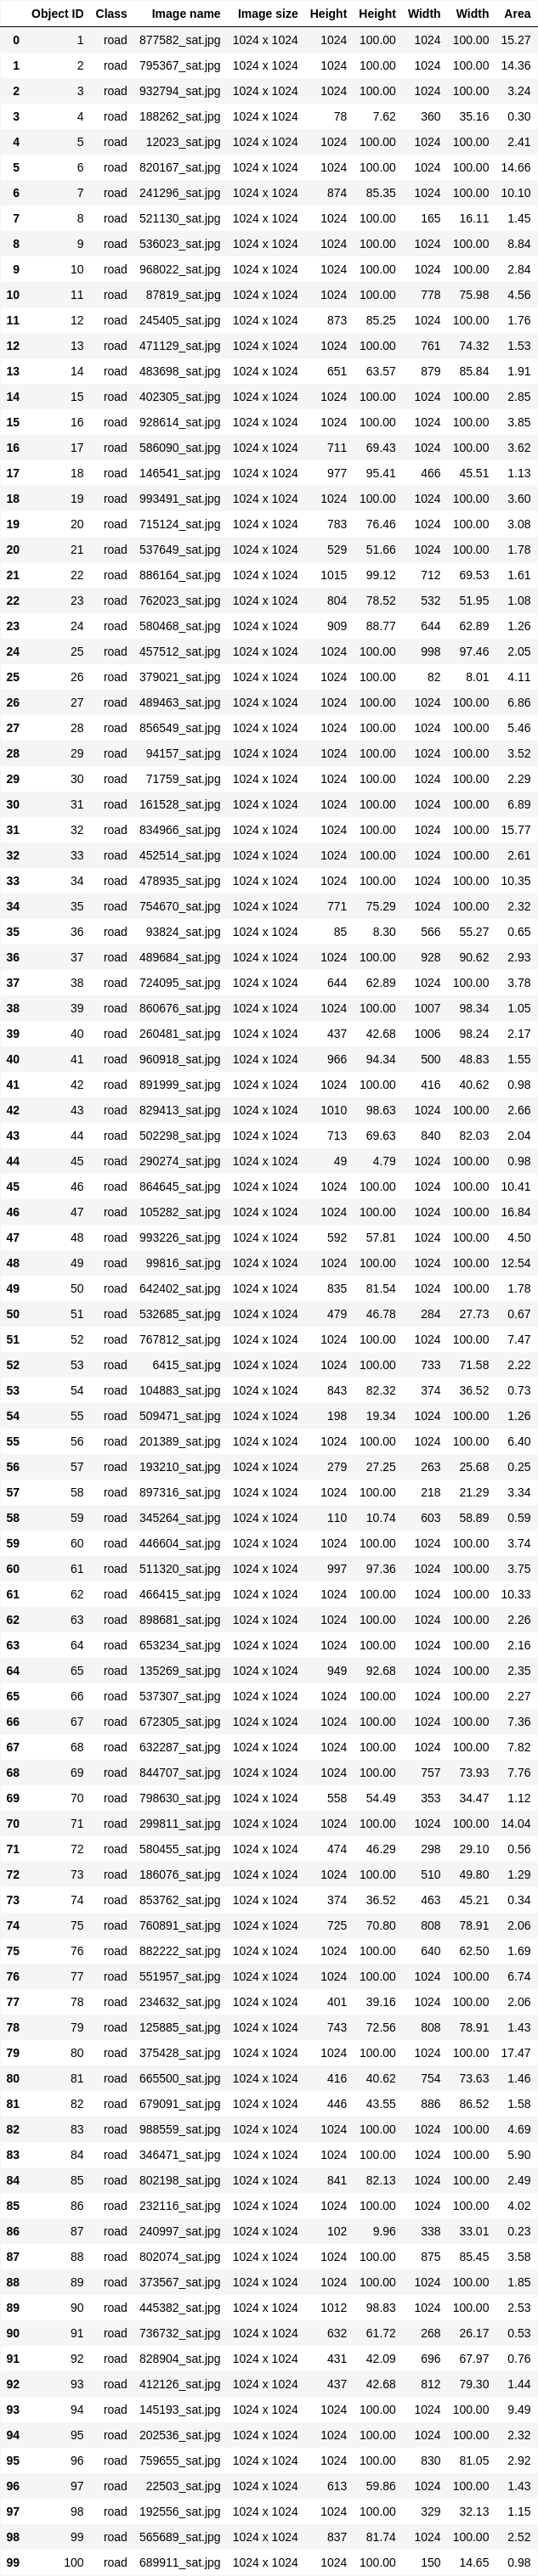 Object ID Class Image name Image size Height Height Width Width Area
0 1 road 877582_sat.jpg 1024 x 1024 1024 100.00 1024 100.00 15.27
1 2 road 795367_sat.jpg 1024 x 1024 1024 100.00 1024 100.00 14.36
2 3 road 932794_sat.jpg 1024 x 1024 1024 100.00 1024 100.00 3.24
3 4 road 188262_sat.jpg 1024 x 1024 78 7.62 360 35.16 0.30
4 5 road 12023_sat.jpg 1024 x 1024 1024 100.00 1024 100.00 2.41
5 6 road 820167_sat.jpg 1024 x 1024 1024 100.00 1024 100.00 14.66
6 7 road 241296_sat.jpg 1024 x 1024 874 85.35 1024 100.00 10.10
7 8 road 521130_sat.jpg 1024 x 1024 1024 100.00 165 16.11 1.45
8 9 road 536023_sat.jpg 1024 x 1024 1024 100.00 1024 100.00 8.84
9 10 road 968022_sat.jpg 1024 x 1024 1024 100.00 1024 100.00 2.84
10 11 road 87819_sat.jpg 1024 x 1024 1024 100.00 778 75.98 4.56
11 12 road 245405_sat.jpg 1024 x 1024 873 85.25 1024 100.00 1.76
12 13 road 471129_sat.jpg 1024 x 1024 1024 100.00 761 74.32 1.53
13 14 road 483698_sat.jpg 1024 x 1024 651 63.57 879 85.84 1.91
14 15 road 402305_sat.jpg 1024 x 1024 1024 100.00 1024 100.00 2.85
15 16 road 928614_sat.jpg 1024 x 1024 1024 100.00 1024 100.00 3.85
16 17 road 586090_sat.jpg 1024 x 1024 711 69.43 1024 100.00 3.62
17 18 road 146541_sat.jpg 1024 x 1024 977 95.41 466 45.51 1.13
18 19 road 993491_sat.jpg 1024 x 1024 1024 100.00 1024 100.00 3.60
19 20 road 715124_sat.jpg 1024 x 1024 783 76.46 1024 100.00 3.08
20 21 road 537649_sat.jpg 1024 x 1024 529 51.66 1024 100.00 1.78
21 22 road 886164_sat.jpg 1024 x 1024 1015 99.12 712 69.53 1.61
22 23 road 762023_sat.jpg 1024 x 1024 804 78.52 532 51.95 1.08
23 24 road 580468_sat.jpg 1024 x 1024 909 88.77 644 62.89 1.26
24 25 road 457512_sat.jpg 1024 x 1024 1024 100.00 998 97.46 2.05
25 26 road 379021_sat.jpg 1024 x 1024 1024 100.00 82 8.01 4.11
26 27 road 489463_sat.jpg 1024 x 1024 1024 100.00 1024 100.00 6.86
27 28 road 856549_sat.jpg 1024 x 1024 1024 100.00 1024 100.00 5.46
28 29 road 94157_sat.jpg 1024 x 1024 1024 100.00 1024 100.00 3.52
29 30 road 71759_sat.jpg 1024 x 1024 1024 100.00 1024 100.00 2.29
30 31 road 161528_sat.jpg 1024 x 1024 1024 100.00 1024 100.00 6.89
31 32 road 834966_sat.jpg 1024 x 1024 1024 100.00 1024 100.00 15.77
32 33 road 452514_sat.jpg 1024 x 1024 1024 100.00 1024 100.00 2.61
33 34 road 478935_sat.jpg 1024 x 1024 1024 100.00 1024 100.00 10.35
34 35 road 754670_sat.jpg 1024 x 1024 771 75.29 1024 100.00 2.32
35 36 road 93824_sat.jpg 1024 x 1024 85 8.30 566 55.27 0.65
36 37 road 489684_sat.jpg 1024 x 1024 1024 100.00 928 90.62 2.93
37 38 road 724095_sat.jpg 1024 x 1024 644 62.89 1024 100.00 3.78
38 39 road 860676_sat.jpg 1024 x 1024 1024 100.00 1007 98.34 1.05
39 40 road 260481_sat.jpg 1024 x 1024 437 42.68 1006 98.24 2.17
40 41 road 960918_sat.jpg 1024 x 1024 966 94.34 500 48.83 1.55
41 42 road 891999_sat.jpg 1024 x 1024 1024 100.00 416 40.62 0.98
42 43 road 829413_sat.jpg 1024 x 1024 1010 98.63 1024 100.00 2.66
43 44 road 502298_sat.jpg 1024 x 1024 713 69.63 840 82.03 2.04
44 45 road 290274_sat.jpg 1024 x 1024 49 4.79 1024 100.00 0.98
45 46 road 864645_sat.jpg 1024 x 1024 1024 100.00 1024 100.00 10.41
46 47 road 105282_sat.jpg 1024 x 1024 1024 100.00 1024 100.00 16.84
47 48 road 993226_sat.jpg 1024 x 1024 592 57.81 1024 100.00 4.50
48 49 road 99816_sat.jpg 1024 x 1024 1024 100.00 1024 100.00 12.54
49 50 road 642402_sat.jpg 1024 x 1024 835 81.54 1024 100.00 1.78
50 51 road 532685_sat.jpg 1024 x 1024 479 46.78 284 27.73 0.67
51 52 road 767812_sat.jpg 1024 x 1024 1024 100.00 1024 100.00 7.47
52 53 road 6415_sat.jpg 1024 x 1024 1024 100.00 733 71.58 2.22
53 54 road 104883_sat.jpg 1024 x 1024 843 82.32 374 36.52 0.73
54 55 road 509471_sat.jpg 1024 x 1024 198 19.34 1024 100.00 1.26
55 56 road 201389_sat.jpg 1024 x 1024 1024 100.00 1024 100.00 6.40
56 57 road 193210_sat.jpg 1024 x 1024 279 27.25 263 25.68 0.25
57 58 road 897316_sat.jpg 1024 x 1024 1024 100.00 218 21.29 3.34
58 59 road 345264_sat.jpg 1024 x 1024 110 10.74 603 58.89 0.59
59 60 road 446604_sat.jpg 1024 x 1024 1024 100.00 1024 100.00 3.74
60 61 road 511320_sat.jpg 1024 x 1024 997 97.36 1024 100.00 3.75
61 62 road 466415_sat.jpg 1024 x 1024 1024 100.00 1024 100.00 10.33
62 63 road 898681_sat.jpg 1024 x 1024 1024 100.00 1024 100.00 2.26
63 64 road 653234_sat.jpg 1024 x 1024 1024 100.00 1024 100.00 2.16
64 65 road 135269_sat.jpg 1024 x 1024 949 92.68 1024 100.00 2.35
65 66 road 537307_sat.jpg 1024 x 1024 1024 100.00 1024 100.00 2.27
66 67 road 672305_sat.jpg 1024 x 1024 1024 100.00 1024 100.00 7.36
67 68 road 632287_sat.jpg 1024 x 1024 1024 100.00 1024 100.00 7.82
68 69 road 844707_sat.jpg 1024 x 1024 1024 100.00 757 73.93 7.76
69 70 road 798630_sat.jpg 1024 x 1024 558 54.49 353 34.47 1.12
70 71 road 299811_sat.jpg 1024 x 1024 1024 100.00 1024 100.00 14.04
71 72 road 580455_sat.jpg 1024 x 1024 474 46.29 298 29.10 0.56
72 73 road 186076_sat.jpg 1024 x 1024 1024 100.00 510 49.80 1.29
73 74 road 853762_sat.jpg 1024 x 1024 374 36.52 463 45.21 0.34
74 75 road 760891_sat.jpg 1024 x 1024 725 70.80 808 78.91 2.06
75 76 road 882222_sat.jpg 1024 x 1024 1024 100.00 640 62.50 1.69
76 77 road 551957_sat.jpg 1024 x 1024 1024 100.00 1024 100.00 6.74
77 78 road 234632_sat.jpg 1024 x 1024 401 39.16 1024 100.00 2.06
78 79 road 125885_sat.jpg 1024 x 1024 743 72.56 808 78.91 1.43
79 80 road 375428_sat.jpg 1024 x 1024 1024 100.00 1024 100.00 17.47
80 81 road 665500_sat.jpg 1024 x 1024 416 40.62 754 73.63 1.46
81 82 road 679091_sat.jpg 1024 x 1024 446 43.55 886 86.52 1.58
82 83 road 988559_sat.jpg 1024 x 1024 1024 100.00 1024 100.00 4.69
83 84 road 346471_sat.jpg 1024 x 1024 1024 100.00 1024 100.00 5.90
84 85 road 802198_sat.jpg 1024 x 1024 841 82.13 1024 100.00 2.49
85 86 road 232116_sat.jpg 1024 x 1024 1024 100.00 1024 100.00 4.02
86 87 road 240997_sat.jpg 1024 x 1024 102 9.96 338 33.01 0.23
87 88 road 802074_sat.jpg 1024 x 1024 1024 100.00 875 85.45 3.58
88 89 road 373567_sat.jpg 1024 x 1024 1024 100.00 1024 100.00 1.85
89 90 road 445382_sat.jpg 1024 x 1024 1012 98.83 1024 100.00 2.53
90 91 road 736732_sat.jpg 1024 x 1024 632 61.72 268 26.17 0.53
91 92 road 828904_sat.jpg 1024 x 1024 431 42.09 696 67.97 0.76
92 93 road 412126_sat.jpg 1024 x 1024 437 42.68 812 79.30 1.44
93 94 road 145193_sat.jpg 1024 x 1024 1024 100.00 1024 100.00 9.49
94 95 road 202536_sat.jpg 1024 x 1024 1024 100.00 1024 100.00 2.32
95 96 road 759655_sat.jpg 1024 x 1024 1024 100.00 830 81.05 2.92
96 97 road 22503_sat.jpg 1024 x 1024 613 59.86 1024 100.00 1.43
97 98 road 192556_sat.jpg 1024 x 1024 1024 100.00 329 32.13 1.15
98 99 road 565689_sat.jpg 1024 x 1024 837 81.74 1024 100.00 2.52
99 100 road 689911_sat.jpg 1024 x 1024 1024 100.00 150 14.65 0.98